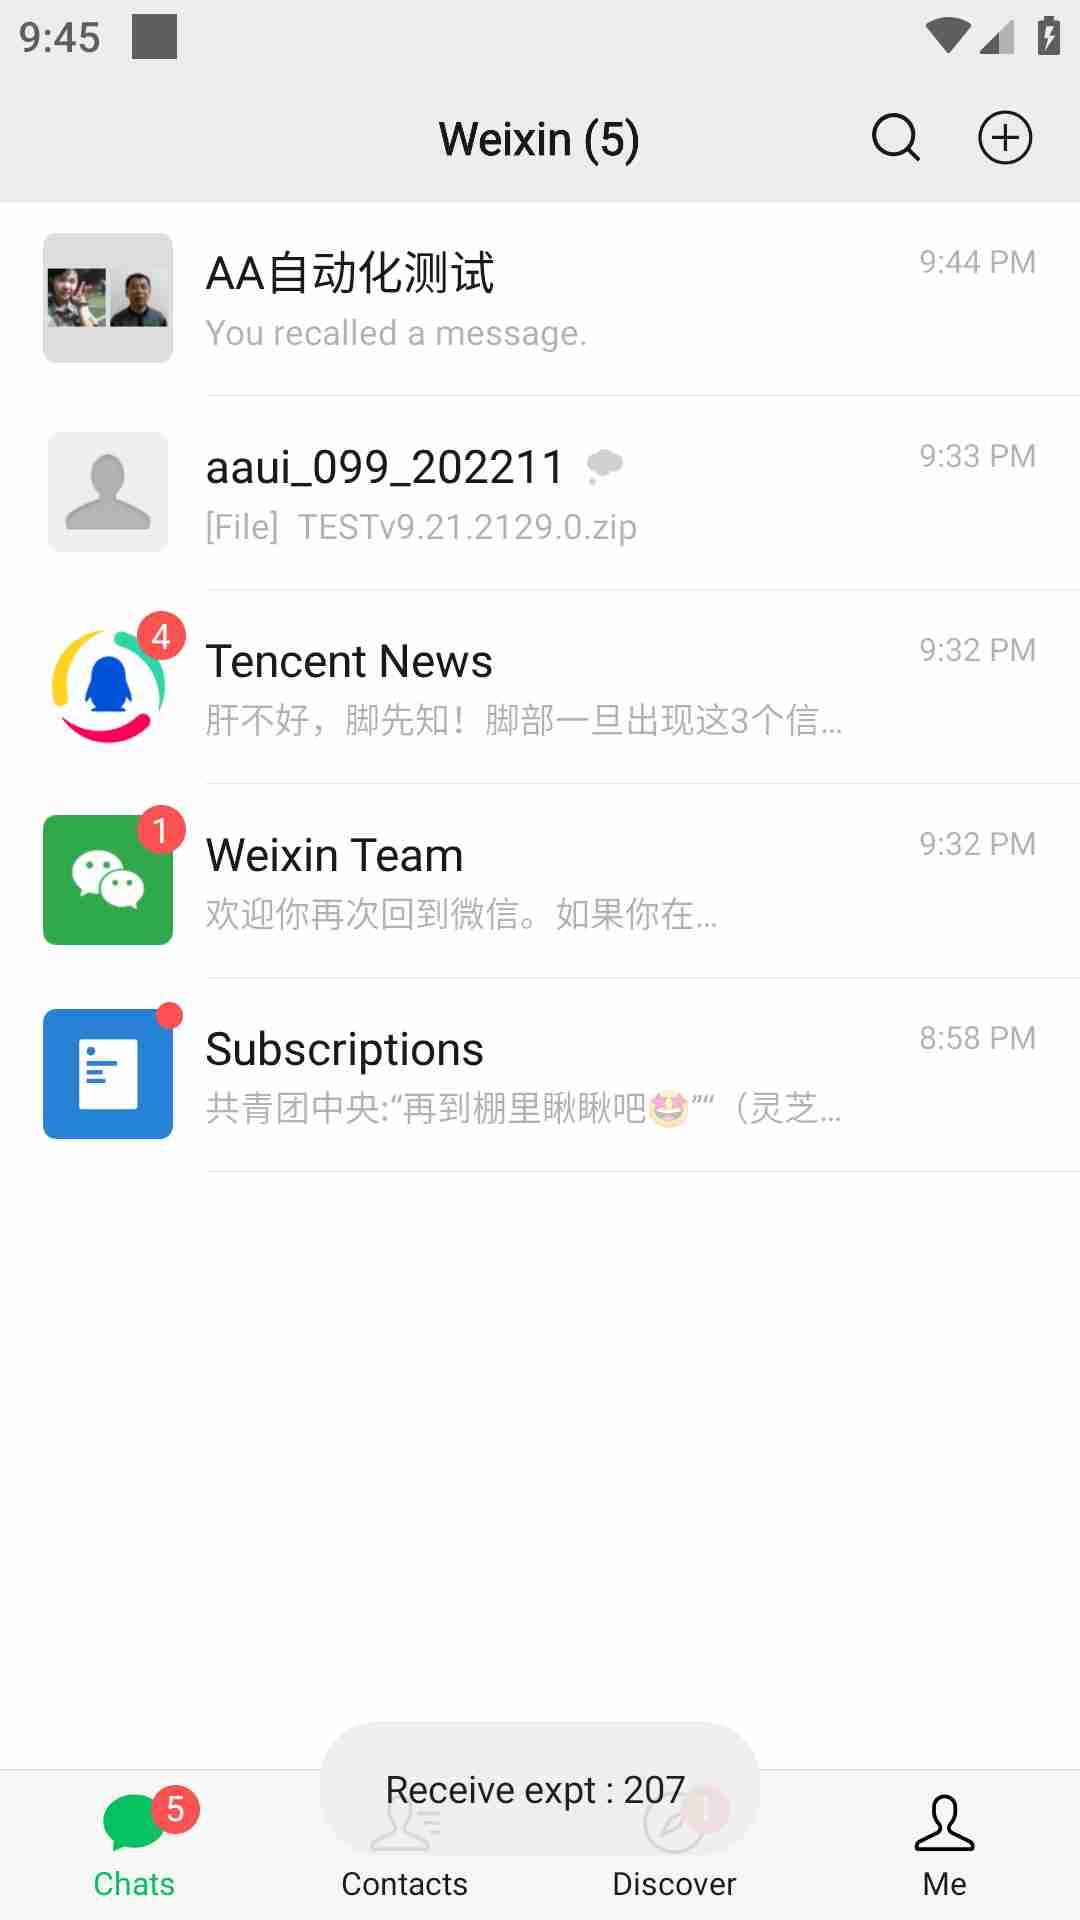 9:45
Weixin (5)
AA自动化测试
9:44 PM
You recalled a message.
aaui_099_202211
9:33 PM
[File] TESTv9.21.2129.0.zip
4
Tencent News
9:32 PM
肝不好，脚先知！脚部一旦出现这3个信...
1
Weixin Team
9:32 PM
欢迎你再次回到微信。如果你在...
Subscriptions
8:58 PM
共青团中央:“再到棚里瞅瞅吧🤩”“（灵芝...
Receive expt : 207
5
1
Chats
Contacts
Discover
Me